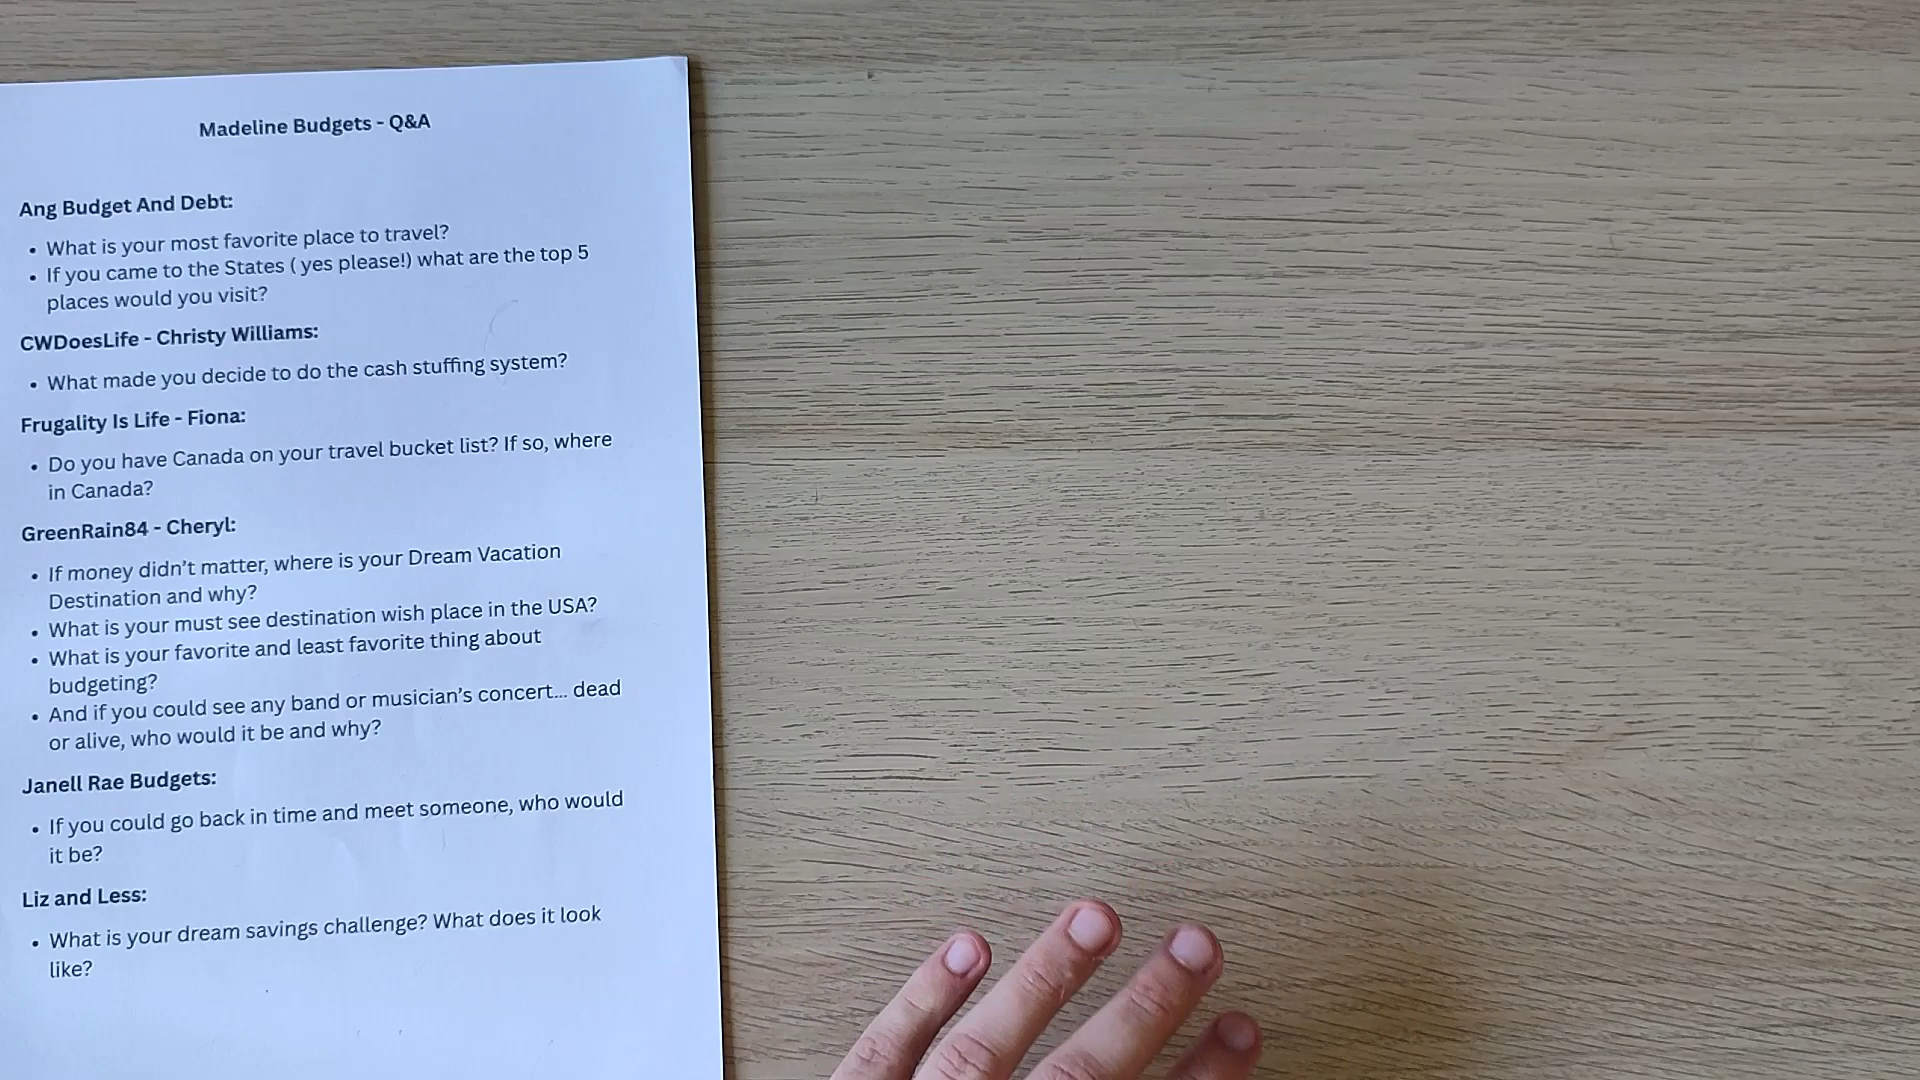 Madeline Budgets - Q&A
Ang Budget And Debt:
• What is your most favorite place to travel?
• If you came to the States ( yes please!) what are the top 5
places would you visit?
CWDoesLife - Christy Williams:
• What made you decide to do the cash stuffing system?
Frugality Is Life - Fiona:
• Do you have Canada on your travel bucket list? If so, where
in Canada?
GreenRain84 - Cheryl:
• If money didn't matter, where is your Dream Vacation
Destination and why?
• What is your must see destination wish place in the USA?
• What is your favorite and least favorite thing about
budgeting?
• And if you could see any band or musician's concert... dead
or alive, who would it be and why?
Janell Rae Budgets:
• If you could go back in time and meet someone, who would
it be?
Liz and Less:
• What is your dream savings challenge? What does it look
like?